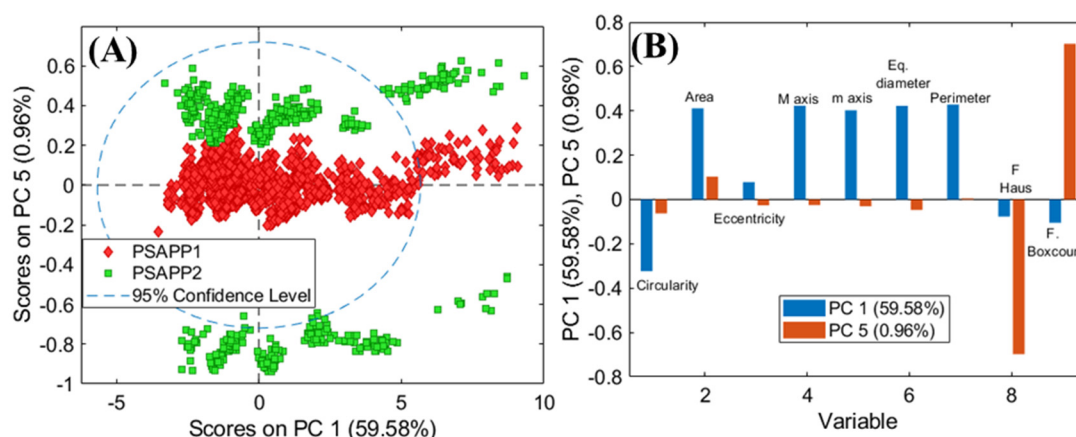 (A)
Scores on PC 5 (0.96%)
0.6
0.4
0.2
0
-0.2
-0.4
-0.6
-0.8
-1
PSAPP1
PSAPP2
95% Confidence Level
-5
0
5
10
Scores on PC 1 (59.58%)
(B)
PC 1 (59.58%), PC 5 (0.96%)
0.8
0.6
0.4
0.2
0
-0.2
-0.4
-0.6
-0.8
Area
M axis
m axis
Eq.
diameter
Perimeter
F
Haus
Eccentricity
F.
Boxcour
Circularity
PC 1 (59.58%)
PC 5 (0.96%)
2
4
6
8
Variable